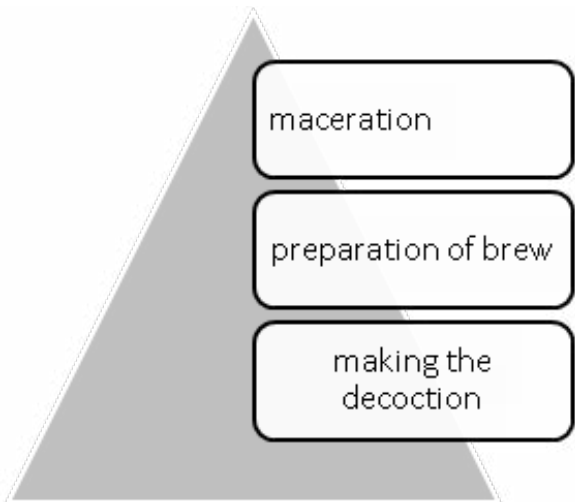 maceration
preparation of brew
making the
decoction